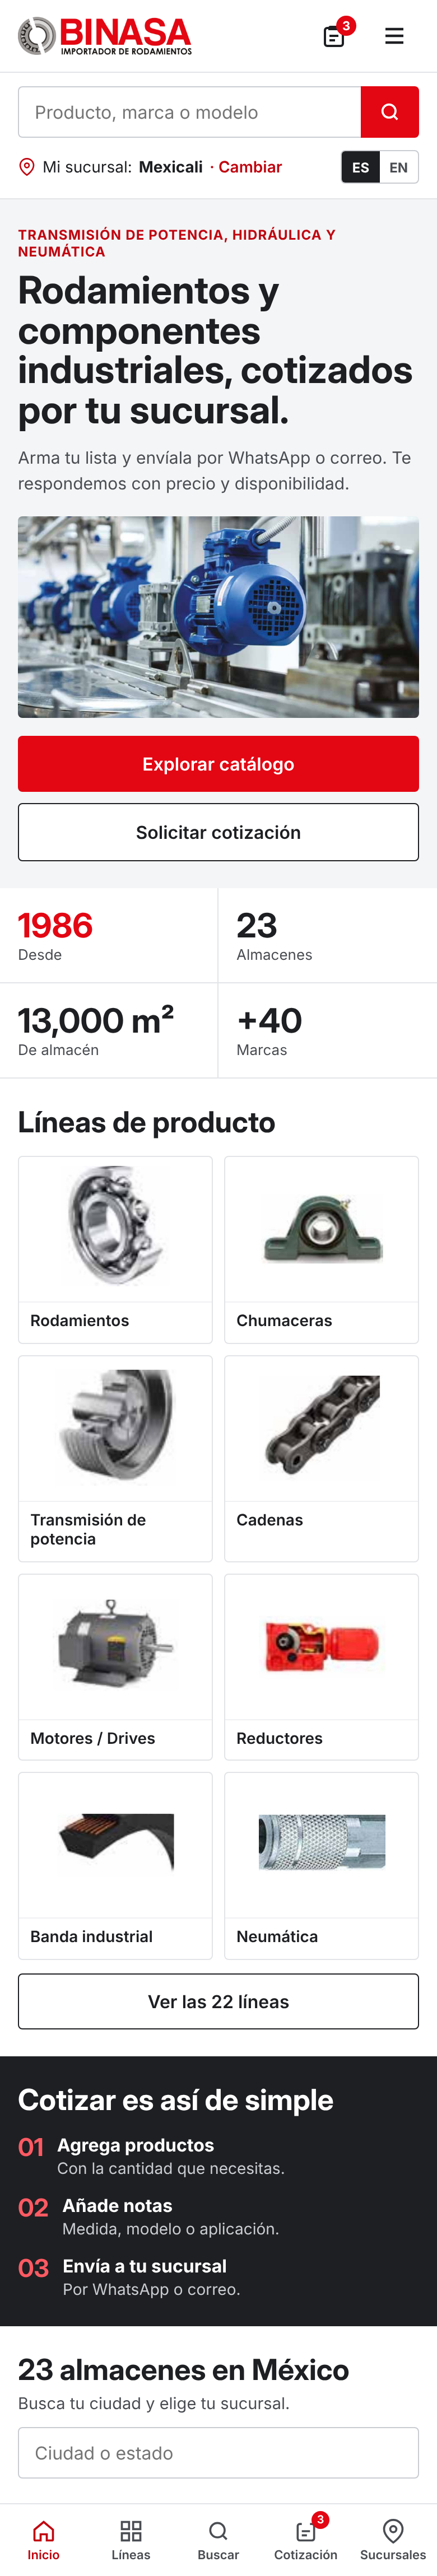 BINASA
IMPORTADOR DE RODAMIENTOS
3
Producto, marca o modelo
Mi sucursal: Mexicali · Cambiar
ES EN
TRANSMISIÓN DE POTENCIA, HIDRÁULICA Y
NEUMÁTICA
Rodamientos y
componentes
industriales, cotizados
por tu sucursal.
Arma tu lista y envíala por WhatsApp o correo. Te
respondemos con precio y disponibilidad.
Explorar catálogo
Solicitar cotización
1986
Desde
23
Almacenes
13,000 m²
De almacén
+40
Marcas
Líneas de producto
Rodamientos
Chumaceras
Transmisión de
potencia
Cadenas
Motores / Drives
Reductores
Banda industrial
Neumática
Ver las 22 líneas
Cotizar es así de simple
01 Agrega productos
Con la cantidad que necesitas.
02 Añade notas
Medida, modelo o aplicación.
03 Envía a tu sucursal
Por WhatsApp o correo.
23 almacenes en México
Busca tu ciudad y elige tu sucursal.
Ciudad o estado
3
Inicio Líneas Buscar Cotización Sucursales